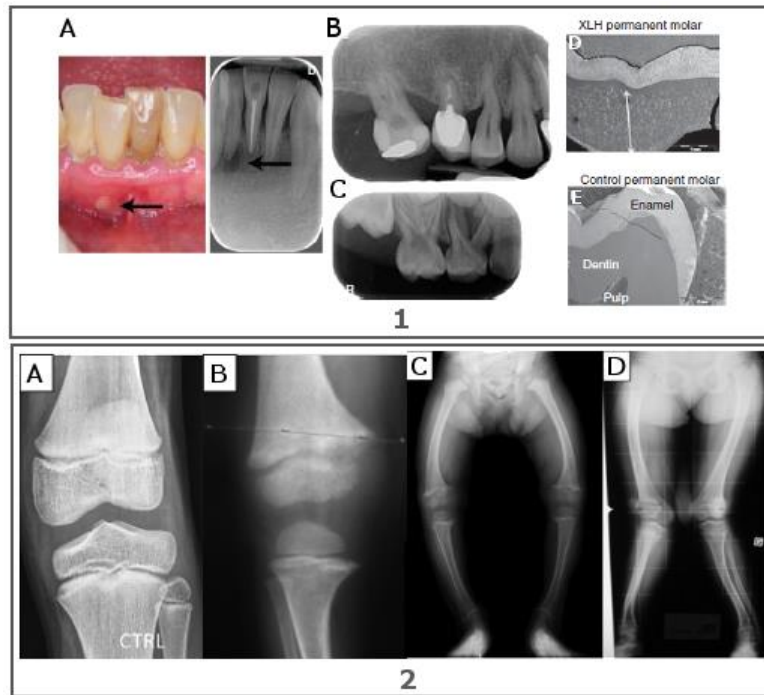 A
B
XLH permanent molar
D
C
Control permanent molar
E
Enamel
Dentin
Pulp
1
A
B
C
D
CTRL
2